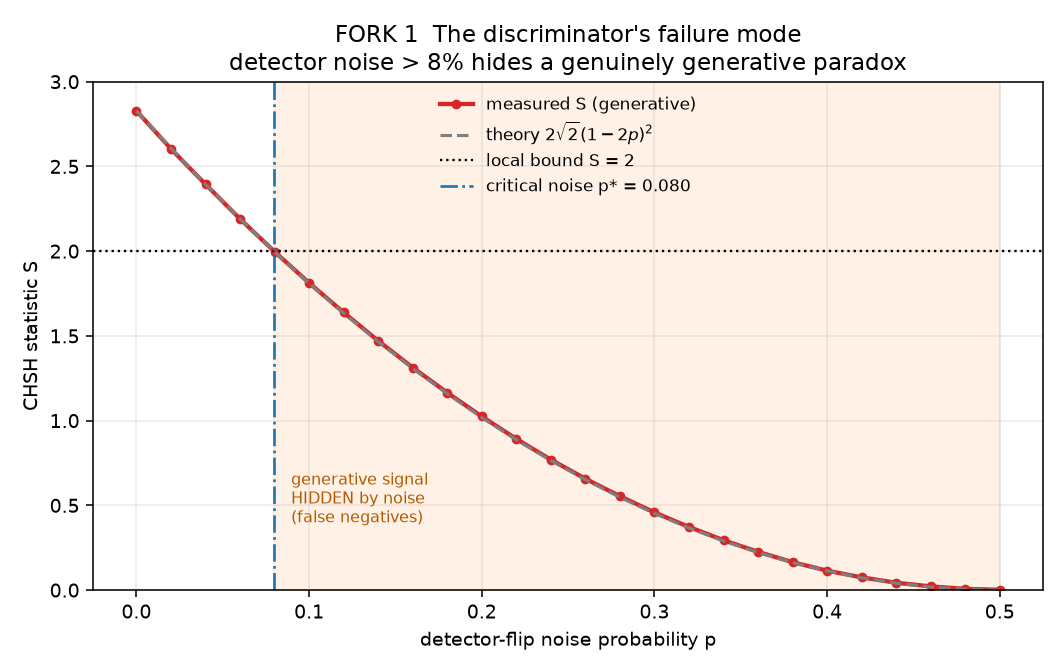 FORK 1  The discriminator's failure mode
detector noise > 8% hides a genuinely generative paradox
measured S (generative)
theory 2√2(1 − 2p)²
local bound S = 2
critical noise p* = 0.080
CHSH statistic S
3.0
2.5
2.0
1.5
1.0
0.5
0.0
generative signal
HIDDEN by noise
(false negatives)
0.0 0.1 0.2 0.3 0.4 0.5
detector-flip noise probability p